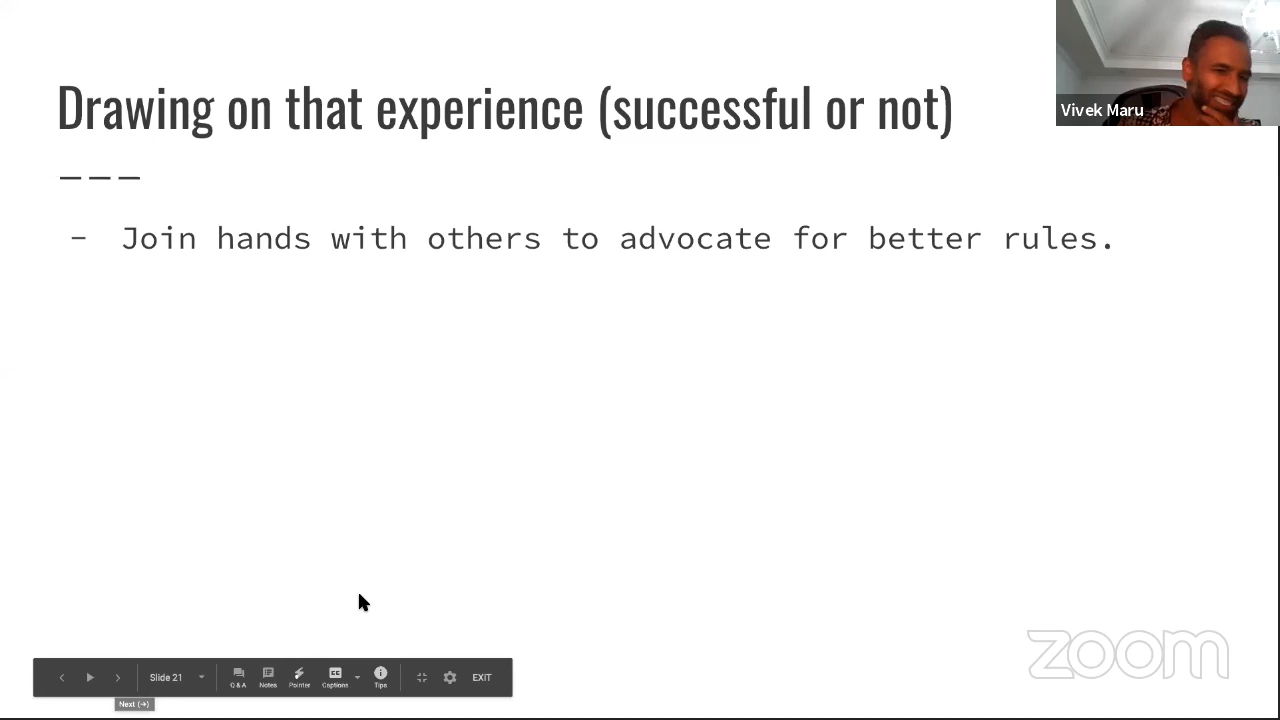 Drawing on that experience (successful or not)
Vivek Maru
- Join hands with others to advocate for better rules.
zoom
Slide 21
Q & A
Notes
Pointer
CC
Captions
Tips
EXIT
Next (→)